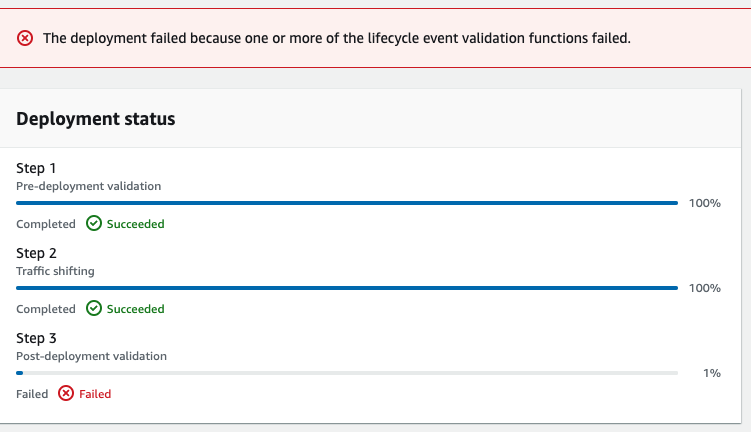 The deployment failed because one or more of the lifecycle event validation functions failed.
Deployment status
Step 1
Pre-deployment validation
100%
Completed Succeeded
Step 2
Traffic shifting
100%
Completed Succeeded
Step 3
Post-deployment validation
1%
Failed Failed